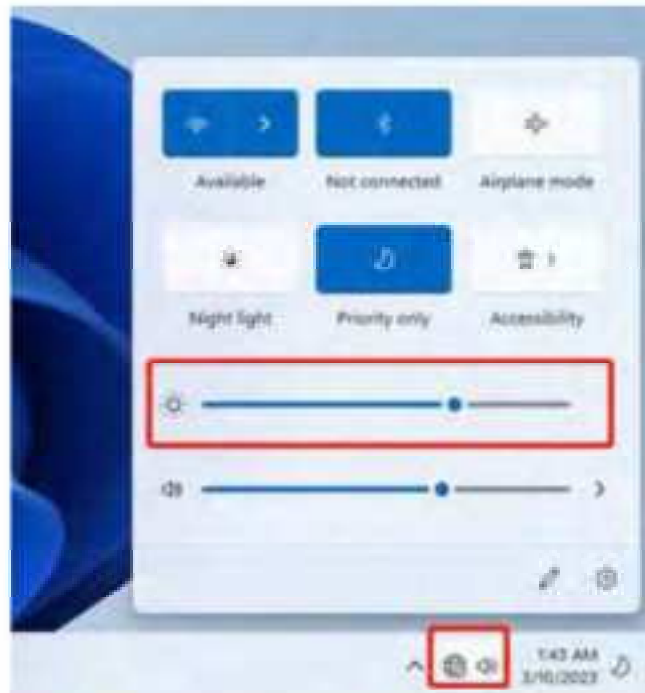 Available
Not connected
Airplane mode
Night light
Priority only
Accessibility
1:43 AM
3/10/2023